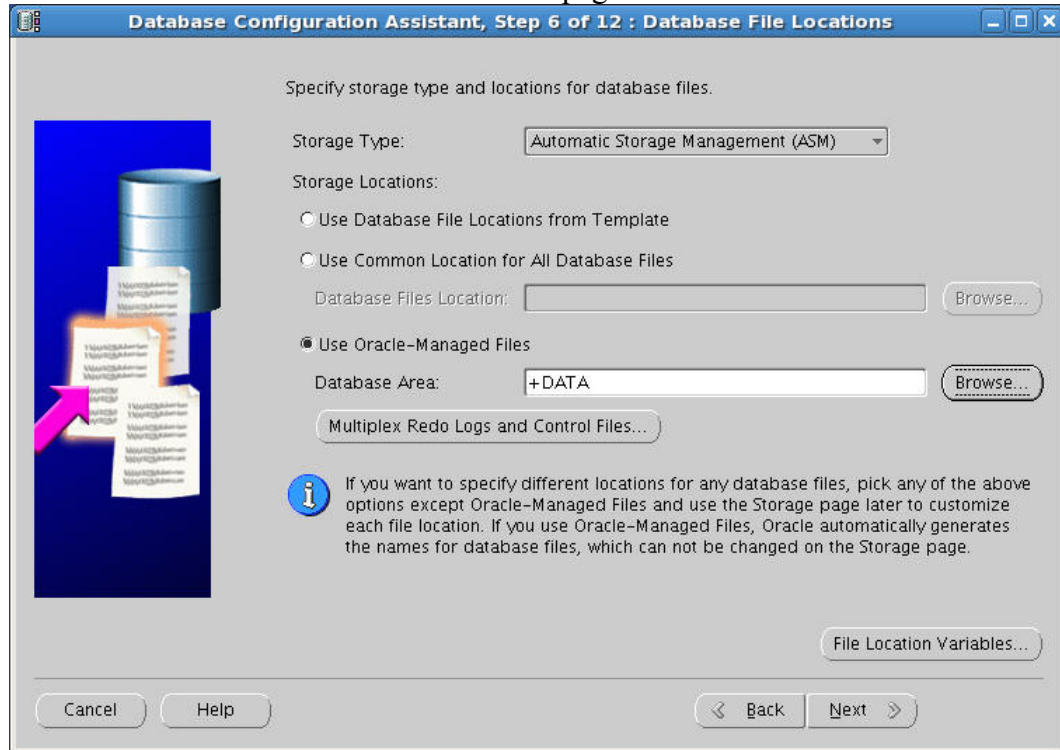 Database Configuration Assistant, Step 6 of 12 : Database File Locations
Specify storage type and locations for database files.
Storage Type: Automatic Storage Management (ASM)
Storage Locations:
Use Database File Locations from Template
Use Common Location for All Database Files
Database Files Location: Browse...
Use Oracle-Managed Files
Database Area: +DATA Browse...
Multiplex Redo Logs and Control Files...
If you want to specify different locations for any database files, pick any of the above
options except Oracle-Managed Files and use the Storage page later to customize
each file location. If you use Oracle-Managed Files, Oracle automatically generates
the names for database files, which can not be changed on the Storage page.
File Location Variables...
Cancel Help Back Next